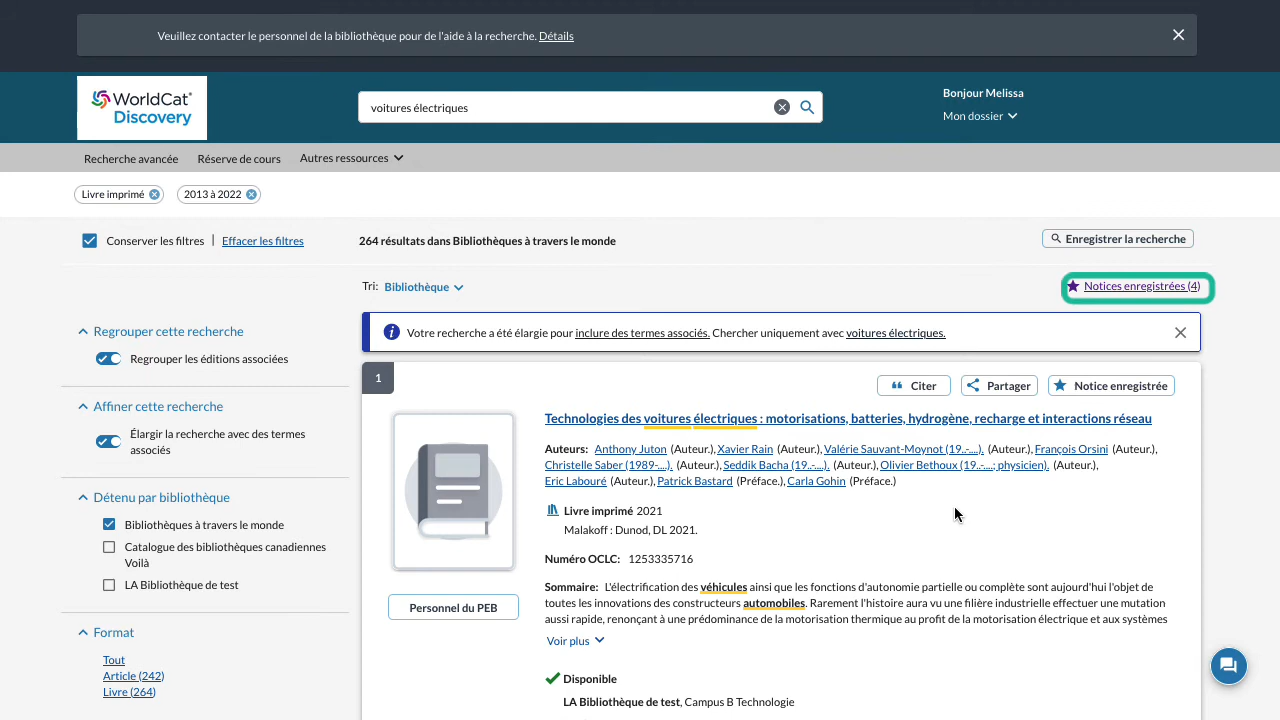 Veuillez contacter le personnel de la bibliothèque pour de l'aide à la recherche. Détails
WorldCat®
Discovery
voitures électriques
Bonjour Melissa
Mon dossier
Recherche avancée
Réserve de cours
Autres ressources
Livre imprimé
2013 à 2022
Conserver les filtres | Effacer les filtres
264 résultats dans Bibliothèques à travers le monde
Enregistrer la recherche
Tri: Bibliothèque
Notices enregistrées (4)
Regrouper cette recherche
Regrouper les éditions associées
Affiner cette recherche
Élargir la recherche avec des termes
associés
Détenu par bibliothèque
Bibliothèques à travers le monde
Catalogue des bibliothèques canadiennes
Voilà
LA Bibliothèque de test
Format
Tout
Article (242)
Livre (264)
Votre recherche a été élargie pour inclure des termes associés. Chercher uniquement avec voitures électriques.
1
Citer
Partager
Notice enregistrée
Technologies des voitures électriques : motorisations, batteries, hydrogène, recharge et interactions réseau
Auteurs: Anthony Juton (Auteur.), Xavier Rain (Auteur.), Valérie Sauvant-Moynot (19..-....). (Auteur.), François Orsini (Auteur.),
Christelle Saber (1989-....). (Auteur.), Seddik Bacha (19..-....). (Auteur.), Olivier Bethoux (19..-....; physicien). (Auteur.),
Eric Labouré (Auteur.), Patrick Bastard (Préface.), Carla Gohin (Préface.)
Livre imprimé 2021
Malakoff : Dunod, DL 2021.
Numéro OCLC: 1253335716
Sommaire: L'électrification des véhicules ainsi que les fonctions d'autonomie partielle ou complète sont aujourd'hui l'objet de
toutes les innovations des constructeurs automobiles. Rarement l'histoire aura vu une filière industrielle effectuer une mutation
aussi rapide, renonçant à une prédominance de la motorisation thermique au profit de la motorisation électrique et aux systèmes
Voir plus
Personnel du PEB
Disponible
LA Bibliothèque de test, Campus B Technologie